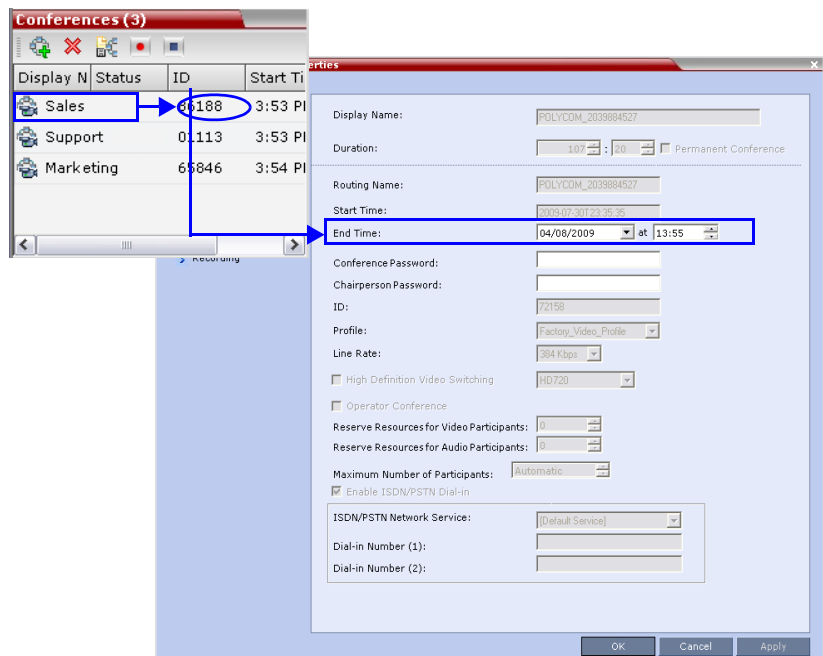 Conferences (3)
Display N Status ID Start Ti
Sales 86188 3:53 PI
Support 01113 3:53 PI
Marketing 65846 3:54 PI
erties
Recording
Display Name: POLYCOM_2039884527
Duration: 107 : 20 Permanent Conference
Routing Name: POLYCOM_2039884527
Start Time: 2009-07-30T23:35:35
End Time: 04/08/2009 at 13:55
Conference Password:
Chairperson Password:
ID: 72158
Profile: Factory_Video_Profile
Line Rate: 384 Kbps
High Definition Video Switching HD720
Operator Conference
Reserve Resources for Video Participants: 0
Reserve Resources for Audio Participants: 0
Maximum Number of Participants: Automatic
Enable ISDN/PSTN Dial-in
ISDN/PSTN Network Service: [Default Service]
Dial-in Number (1):
Dial-in Number (2):
OK Cancel Apply